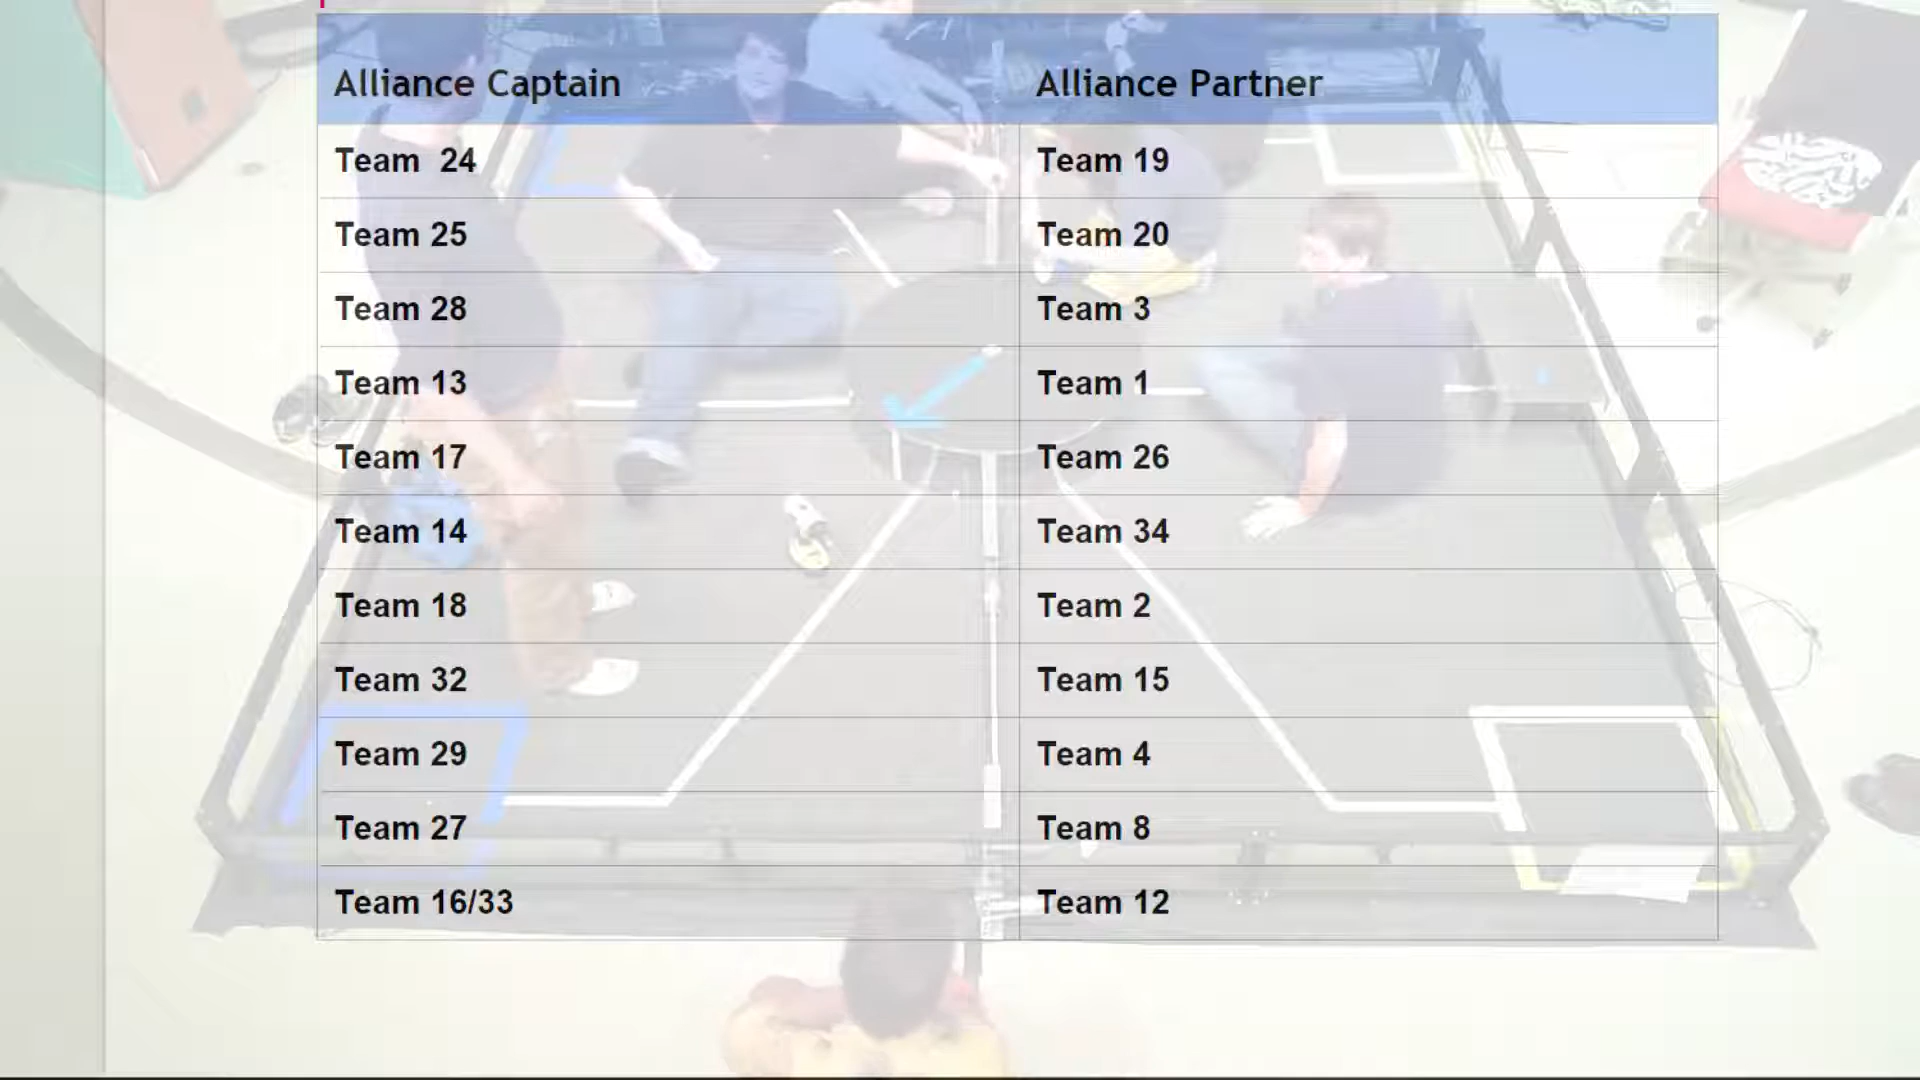 Alliance Captain Alliance Partner
Team 24 Team 19
Team 25 Team 20
Team 28 Team 3
Team 13 Team 1
Team 17 Team 26
Team 14 Team 34
Team 18 Team 2
Team 32 Team 15
Team 29 Team 4
Team 27 Team 8
Team 16/33 Team 12